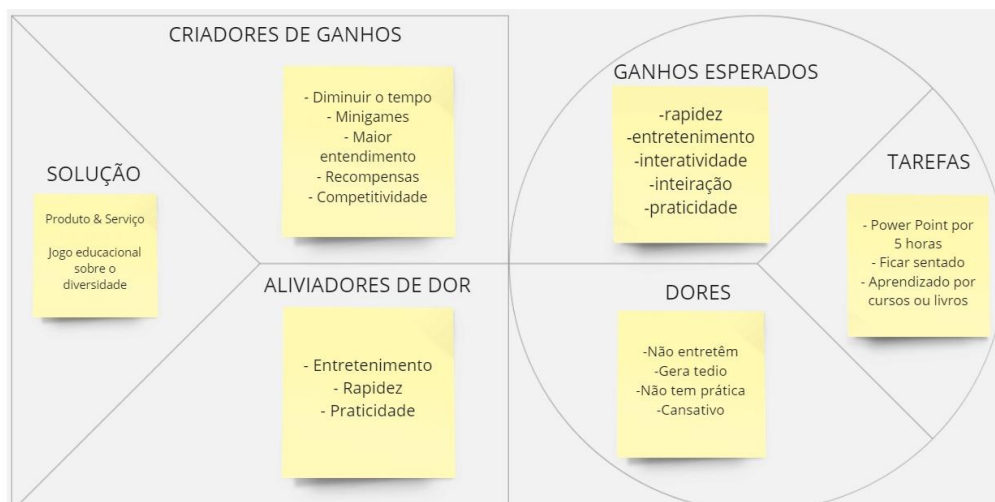 CRIADORES DE GANHOS
- Diminuir o tempo
- Minigames
- Maior
entendimento
- Recompensas
- Competitividade
SOLUÇÃO
Produto & Serviço
Jogo educacional
sobre o
diversidade
ALIVIADORES DE DOR
- Entretenimento
- Rapidez
- Praticidade
GANHOS ESPERADOS
-rapidez
-entretenimento
-interatividade
-inteiração
-praticidade
TAREFAS
- Power Point por
5 horas
- Ficar sentado
- Aprendizado por
cursos ou livros
DORES
-Não entretêm
-Gera tedio
-Não tem prática
-Cansativo